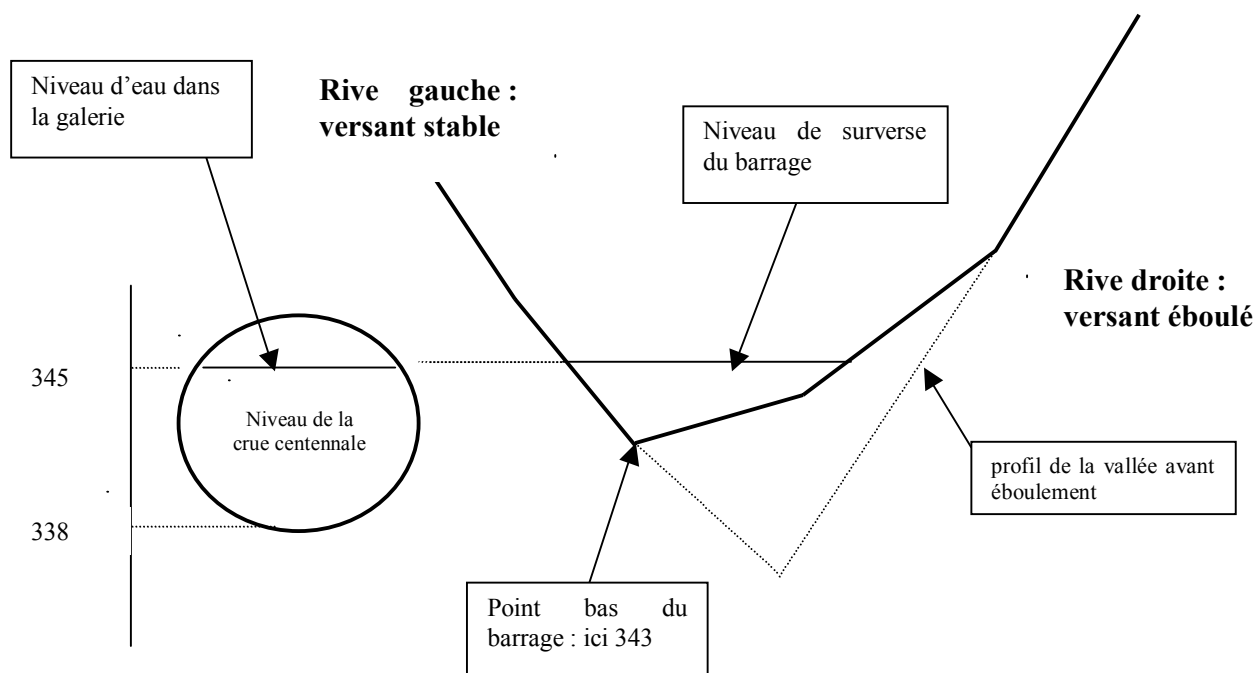 Niveau d'eau dans
la galerie
Rive gauche :
versant stable
Niveau de surverse
du barrage
Rive droite :
versant éboulé
345
Niveau de la
crue centennale
profil de la vallée avant
éboulement
338
Point bas du
barrage : ici 343